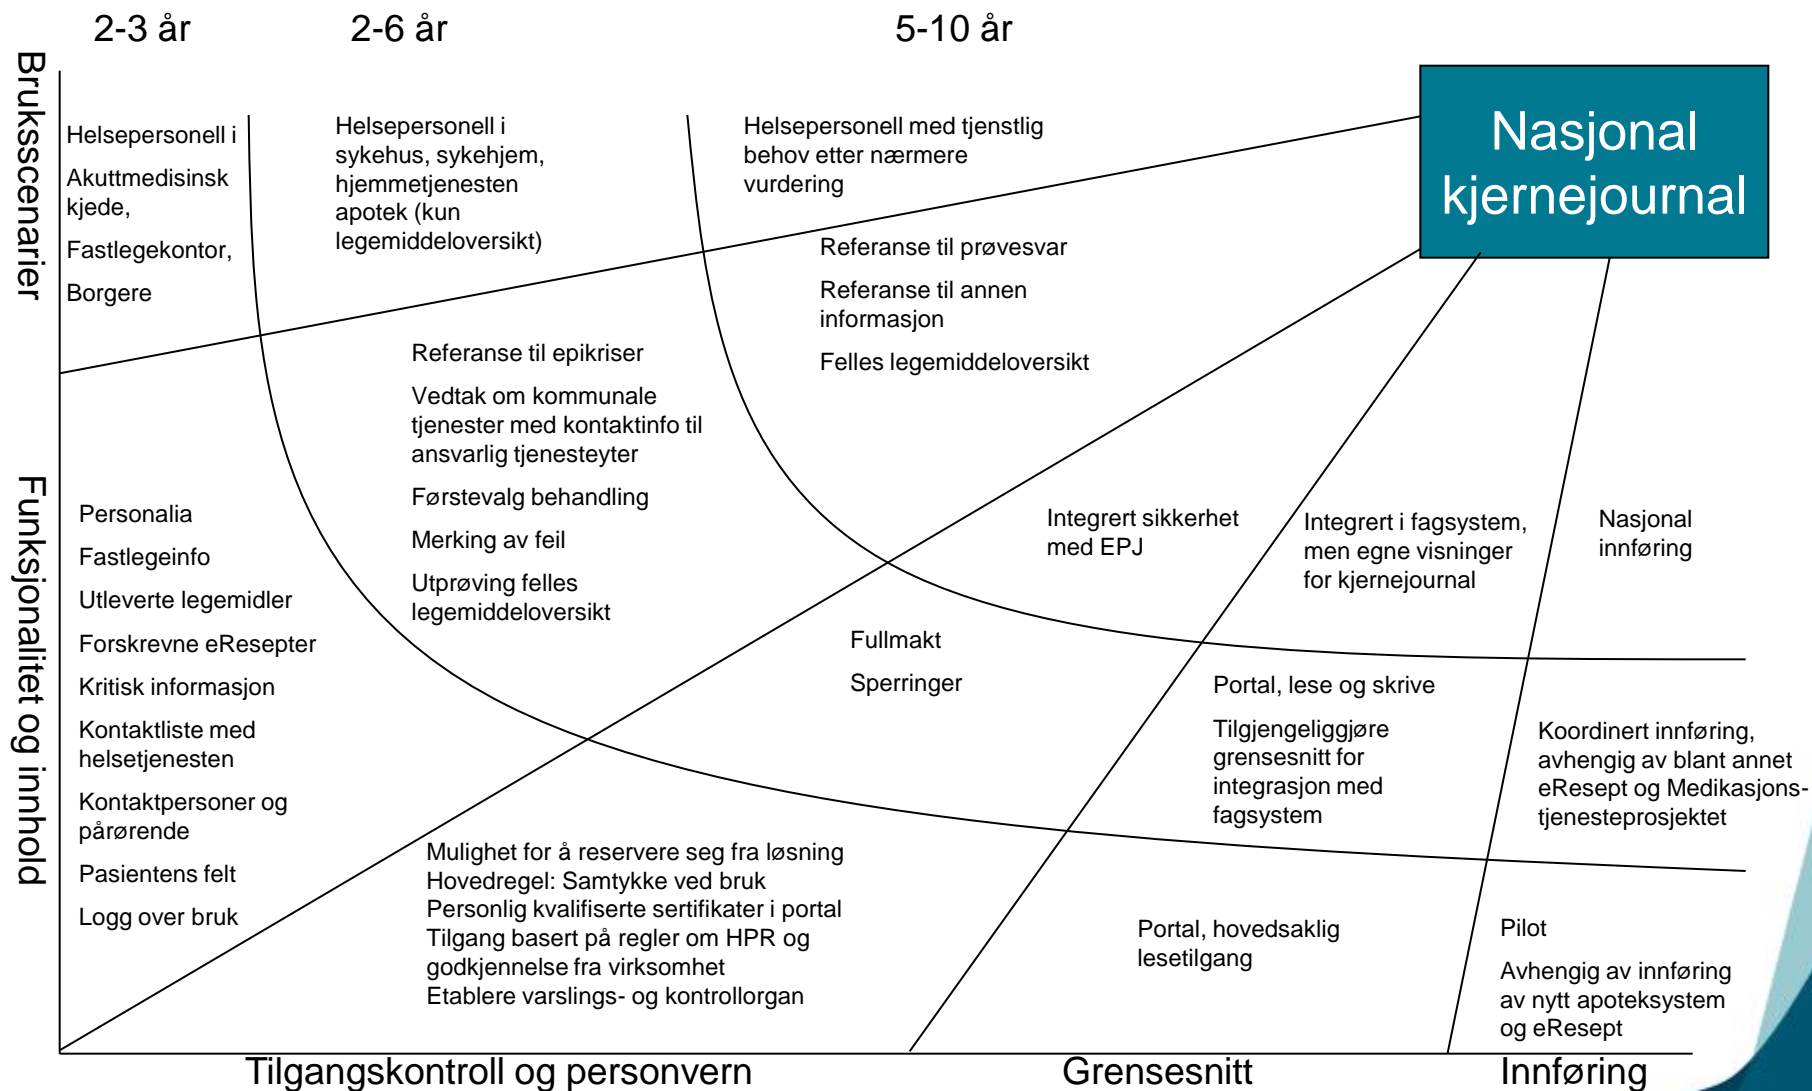 2-3 år
2-6 år
5-10 år
Bruksscenarier
Helsepersonell i
Akuttmedisinsk
kjede,
Fastlegekontor,
Borgere
Helsepersonell i
sykehus, sykehjem,
hjemmetjenesten
apotek (kun
legemiddeloversikt)
Helsepersonell med tjenstlig
behov etter nærmere
vurdering
Nasjonal
kjernejournal
Funksjonalitet og innhold
Personalia
Fastlegeinfo
Utleverte legemidler
Forskrevne eResepter
Kritisk informasjon
Kontaktliste med
helsetjenesten
Kontaktpersoner og
pårørende
Pasientens felt
Logg over bruk
Referanse til epikriser
Vedtak om kommunale
tjenester med kontaktinfo til
ansvarlig tjenesteyter
Førstevalg behandling
Merking av feil
Utprøving felles
legemiddeloversikt
Referanse til prøvesvar
Referanse til annen
informasjon
Felles legemiddeloversikt
Mulighet for å reservere seg fra løsning
Hovedregel: Samtykke ved bruk
Personlig kvalifiserte sertifikater i portal
Tilgang basert på regler om HPR og
godkjennelse fra virksomhet
Etablere varslings- og kontrollorgan
Fullmakt
Sperringer
Integrert sikkerhet
med EPJ
Portal, hovedsaklig
lesetilgang
Portal, lese og skrive
Tilgjengeliggjøre
grensesnitt for
integrasjon med
fagsystem
Integrert i fagsystem,
men egne visninger
for kjernejournal
Pilot
Avhengig av innføring
av nytt apoteksystem
og eResept
Koordinert innføring,
avhengig av blant annet
eResept og Medikasjons-
tjenesteprosjektet
Nasjonal
innføring
Tilgangskontroll og personvern
Grensesnitt
Innføring